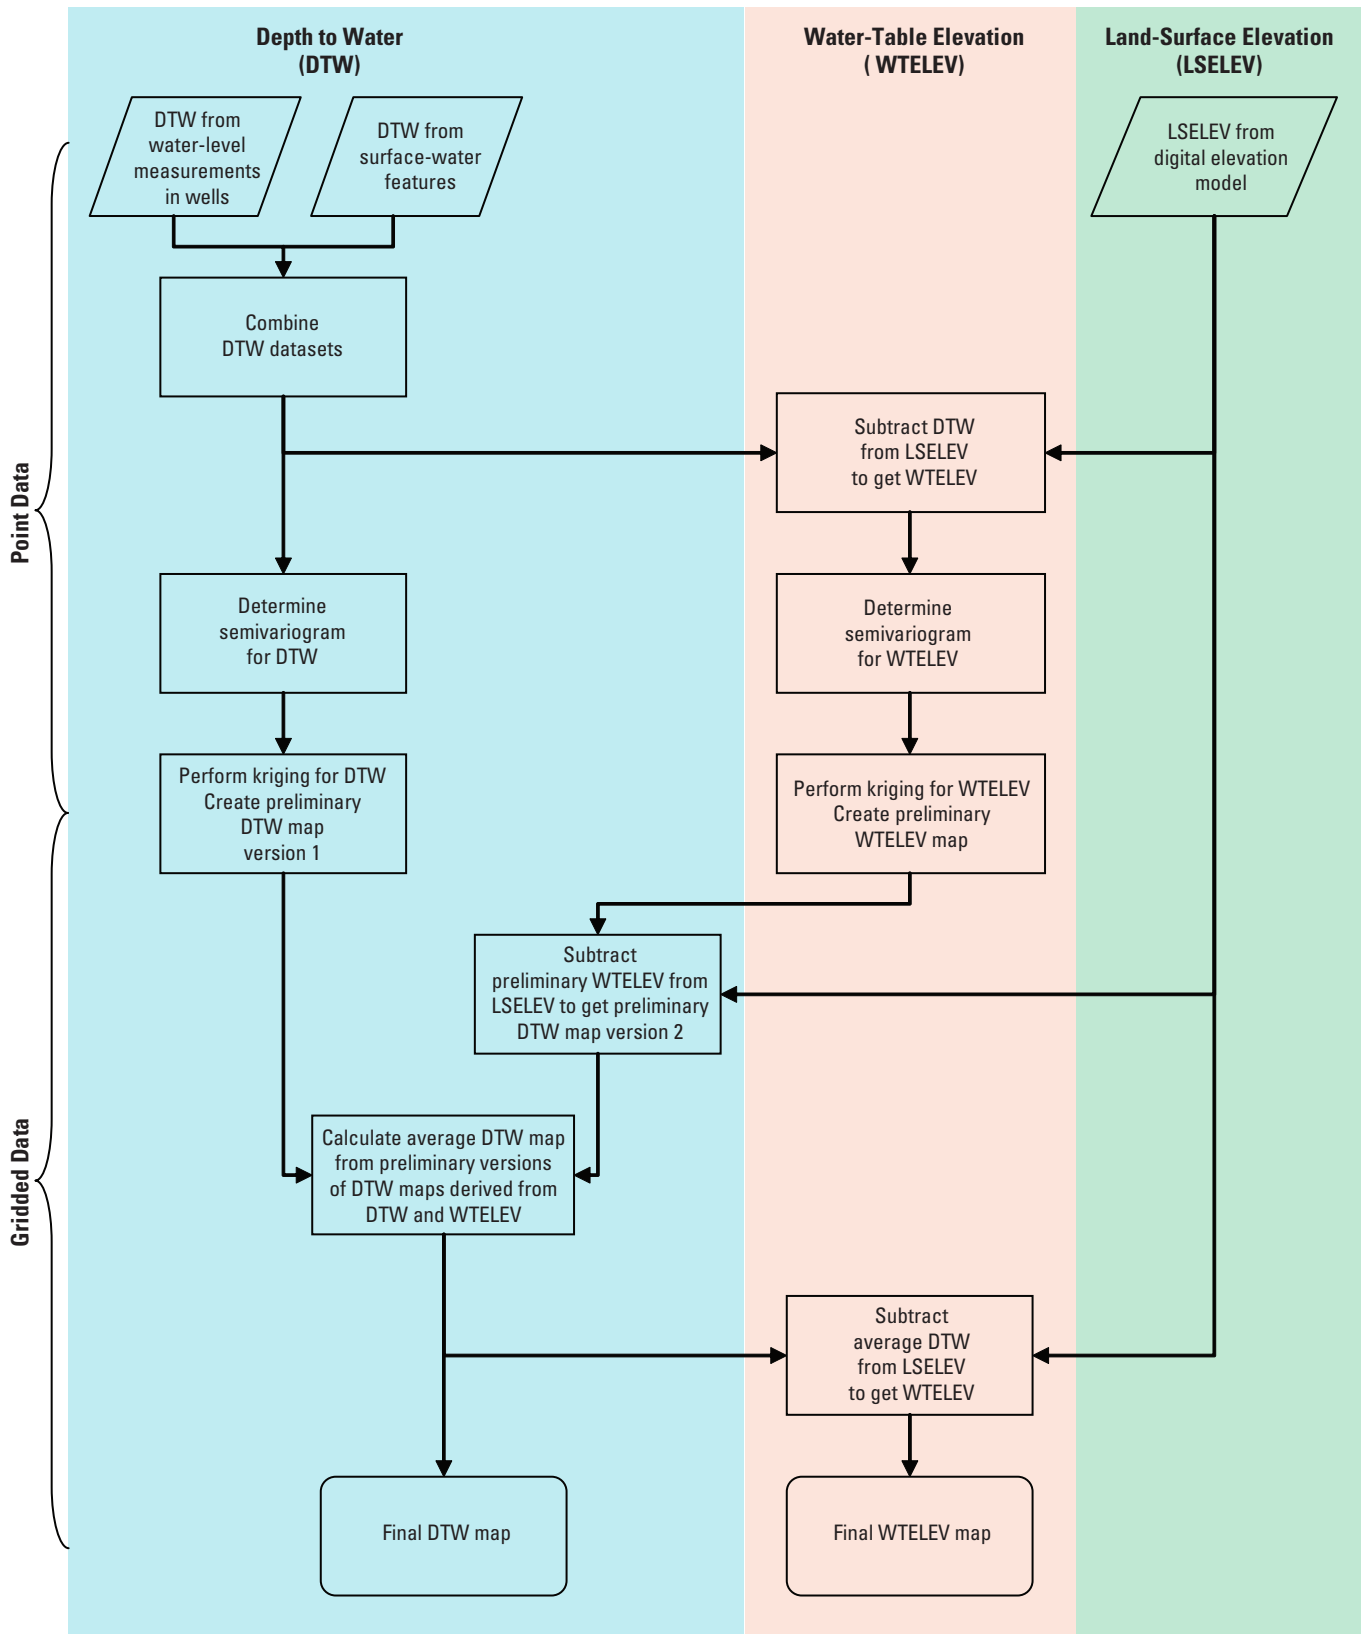 Depth to Water
(DTW)
Water-Table Elevation
( WTELEV)
Land-Surface Elevation
(LSELEV)
DTW from
water-level
measurements
in wells
DTW from
surface-water
features
LSELEV from
digital elevation
model
Combine
DTW datasets
Subtract DTW
from LSELEV
to get WTELEV
Point Data
Determine
semivariogram
for DTW
Determine
semivariogram
for WTELEV
Perform kriging for DTW
Create preliminary
DTW map
version 1
Perform kriging for WTELEV
Create preliminary
WTELEV map
Subtract
preliminary WTELEV from
LSELEV to get preliminary
DTW map version 2
Gridded Data
Calculate average DTW map
from preliminary versions
of DTW maps derived from
DTW and WTELEV
Subtract
average DTW
from LSELEV
to get WTELEV
Final DTW map
Final WTELEV map